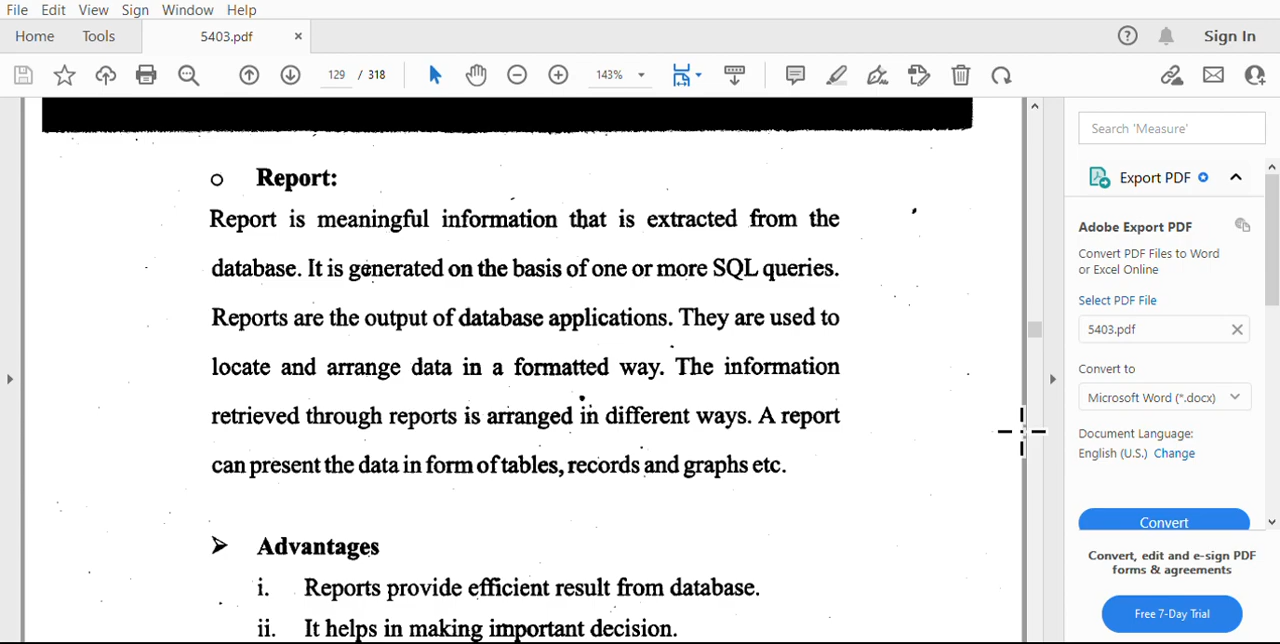 File Edit View Sign Window Help
Home Tools 5403.pdf × Sign In
129 / 318 143%
Search 'Measure'
Export PDF
Adobe Export PDF
Convert PDF Files to Word
or Excel Online
Select PDF File
5403.pdf
Convert to
Microsoft Word (*.docx)
Document Language:
English (U.S.) Change
Convert
Convert, edit and e-sign PDF
forms & agreements
Free 7-Day Trial
o Report:
Report is meaningful information that is extracted from the
database. It is generated on the basis of one or more SQL queries.
Reports are the output of database applications. They are used to
locate and arrange data in a formatted way. The information
retrieved through reports is arranged in different ways. A report
can present the data in form of tables, records and graphs etc.
➢ Advantages
i. Reports provide efficient result from database.
ii. It helps in making important decision.